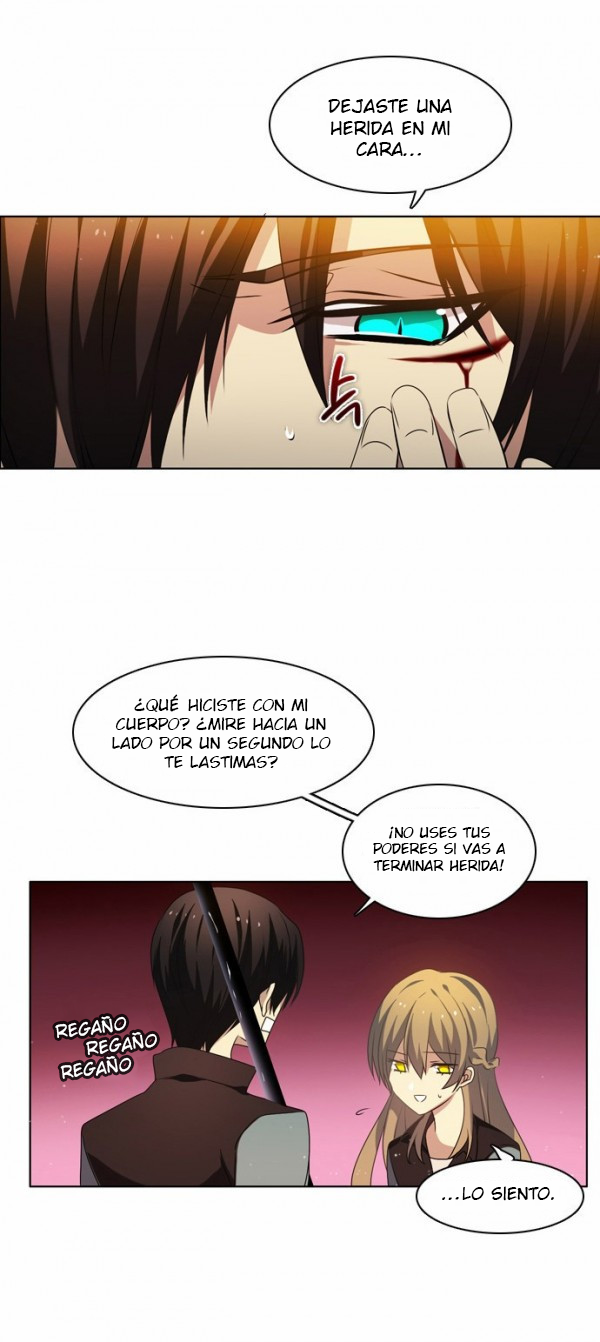 DEJASTE UNA
HERIDA EN MI
CARA...
¿QUÉ HICISTE CON MI
CUERPO? ¿MIRE HACIA UN
LADO POR UN SEGUNDO LO
TE LASTIMAS?
¡NO USES TUS
PODERES SI VAS A
TERMINAR HERIDA!
REGAÑO
REGAÑO
REGAÑO
...LO SIENTO.